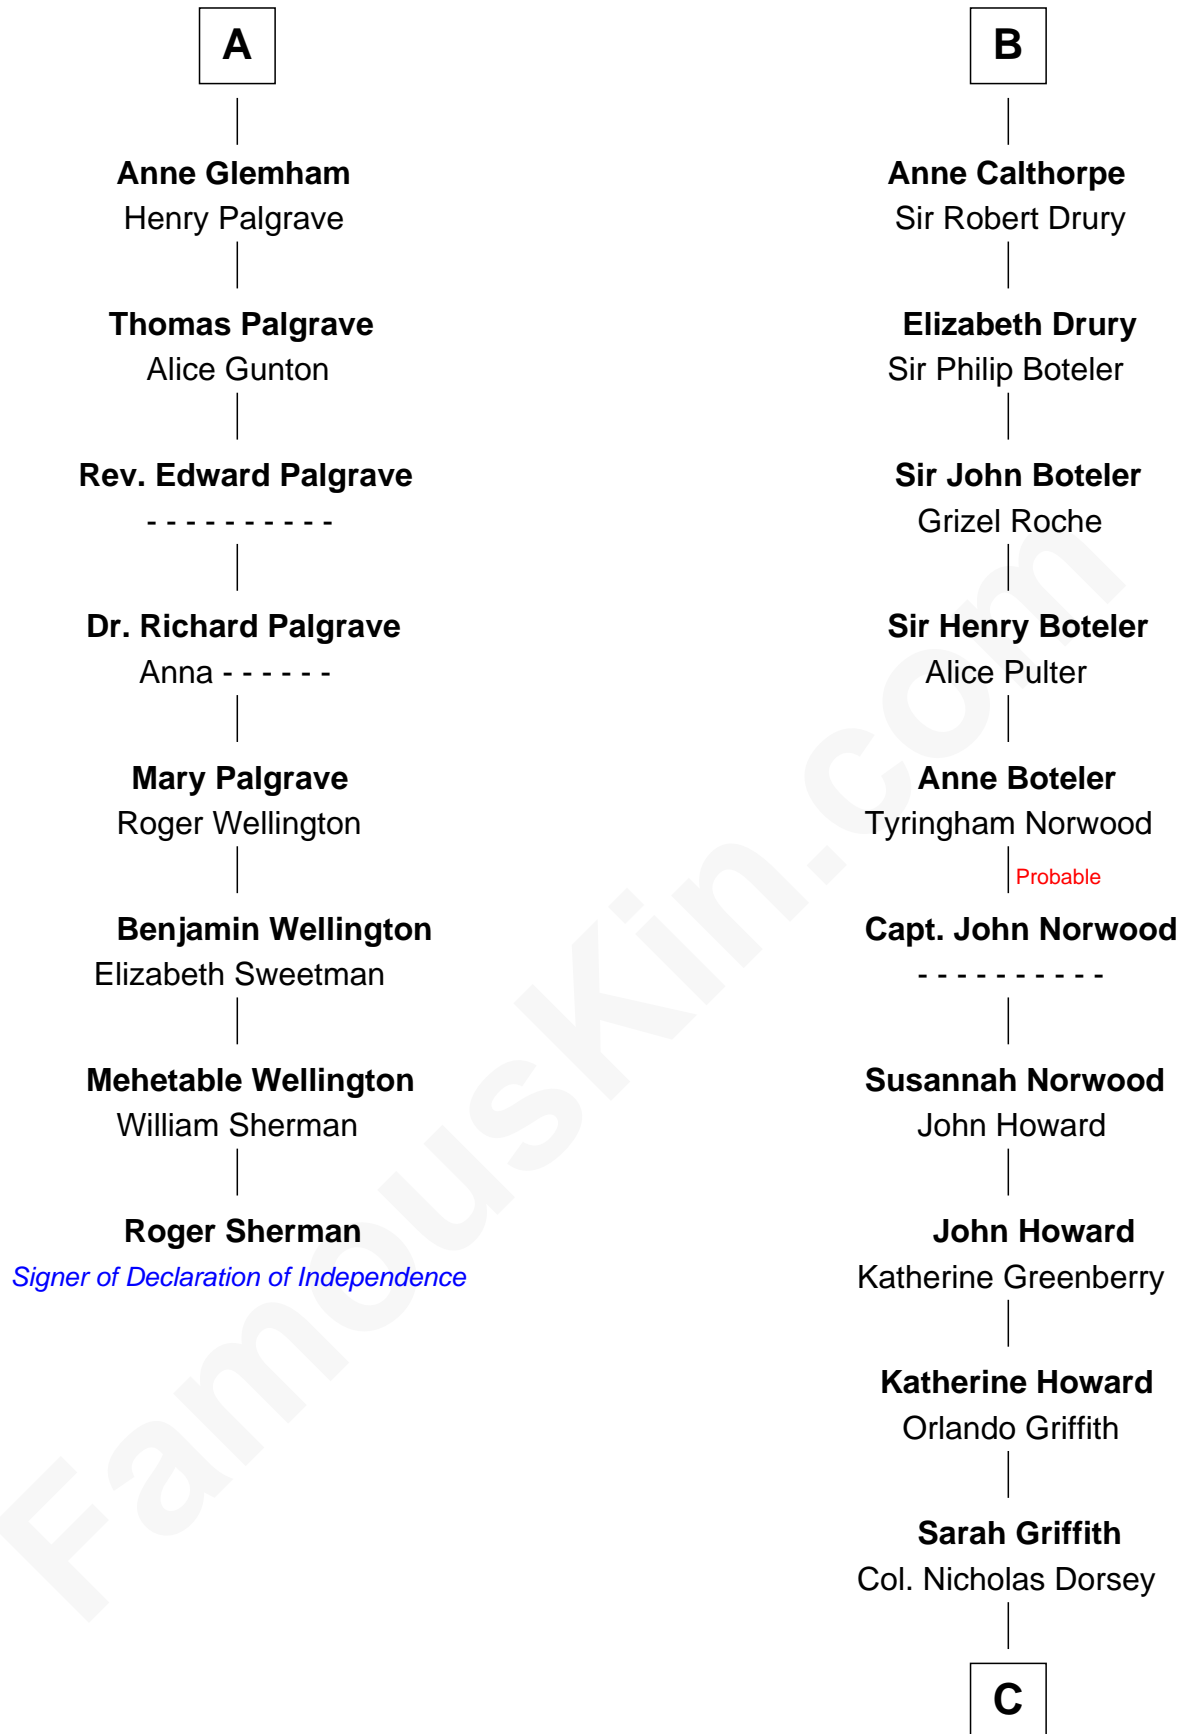 A
Anne Glemham
Henry Palgrave
Thomas Palgrave
Alice Gunton
Rev. Edward Palgrave
- - - - - - - - - -
Dr. Richard Palgrave
Anna - - - - - -
Mary Palgrave
Roger Wellington
Benjamin Wellington
Elizabeth Sweetman
Mehetable Wellington
William Sherman
Roger Sherman
Signer of Declaration of Independence
B
Anne Calthorpe
Sir Robert Drury
Elizabeth Drury
Sir Philip Boteler
Sir John Boteler
Grizel Roche
Sir Henry Boteler
Alice Pulter
Anne Boteler
Tyringham Norwood
Probable
Capt. John Norwood
- - - - - - - - - -
Susannah Norwood
John Howard
John Howard
Katherine Greenberry
Katherine Howard
Orlando Griffith
Sarah Griffith
Col. Nicholas Dorsey
C
FamousKin.com